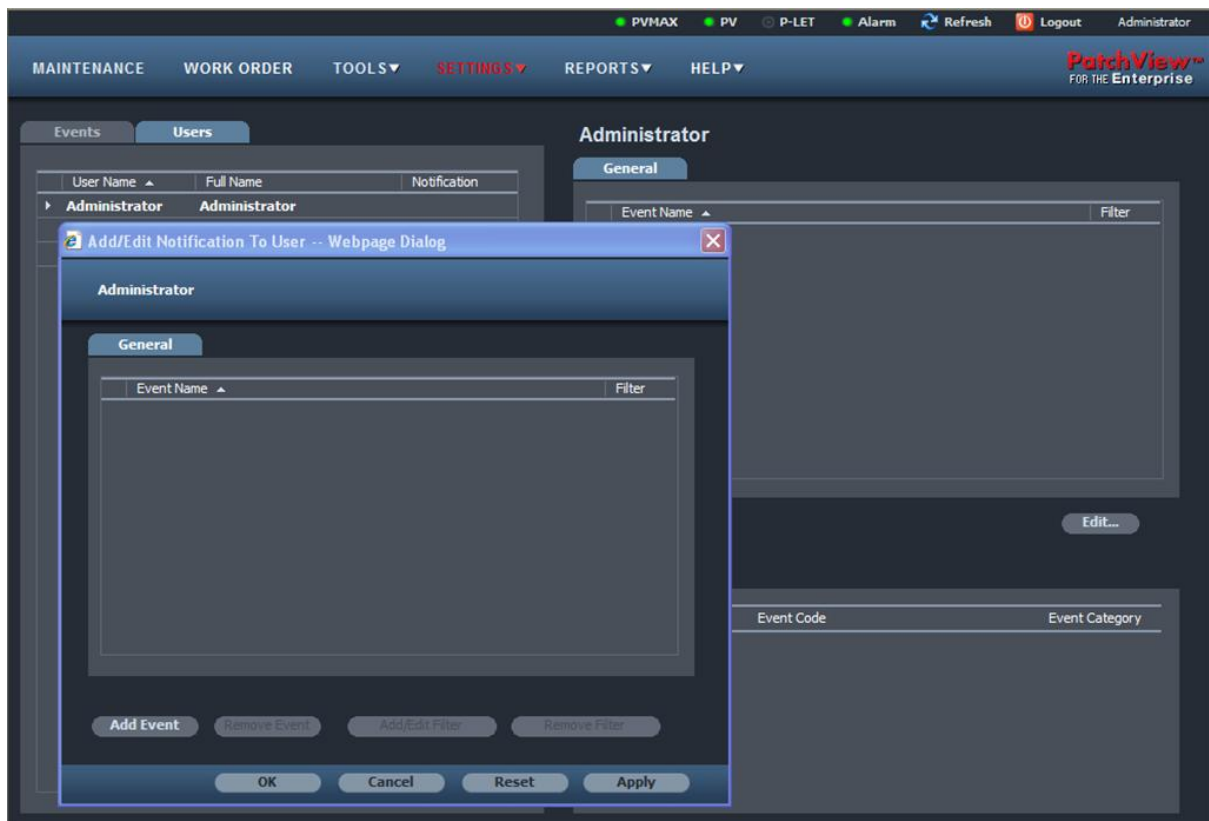 PVMAX PV P-LET Alarm Refresh Logout Administrator
MAINTENANCE WORK ORDER TOOLS▼ SETTINGS▼ REPORTS▼ HELP▼
PatchView™
FOR THE Enterprise
Events Users
User Name Full Name Notification
Administrator Administrator
Administrator
General
Event Name Filter
Add/Edit Notification To User -- Webpage Dialog
Administrator
General
Event Name Filter
Add Event Remove Event Add/Edit Filter Remove Filter
OK Cancel Reset Apply
Edit...
Event Code Event Category